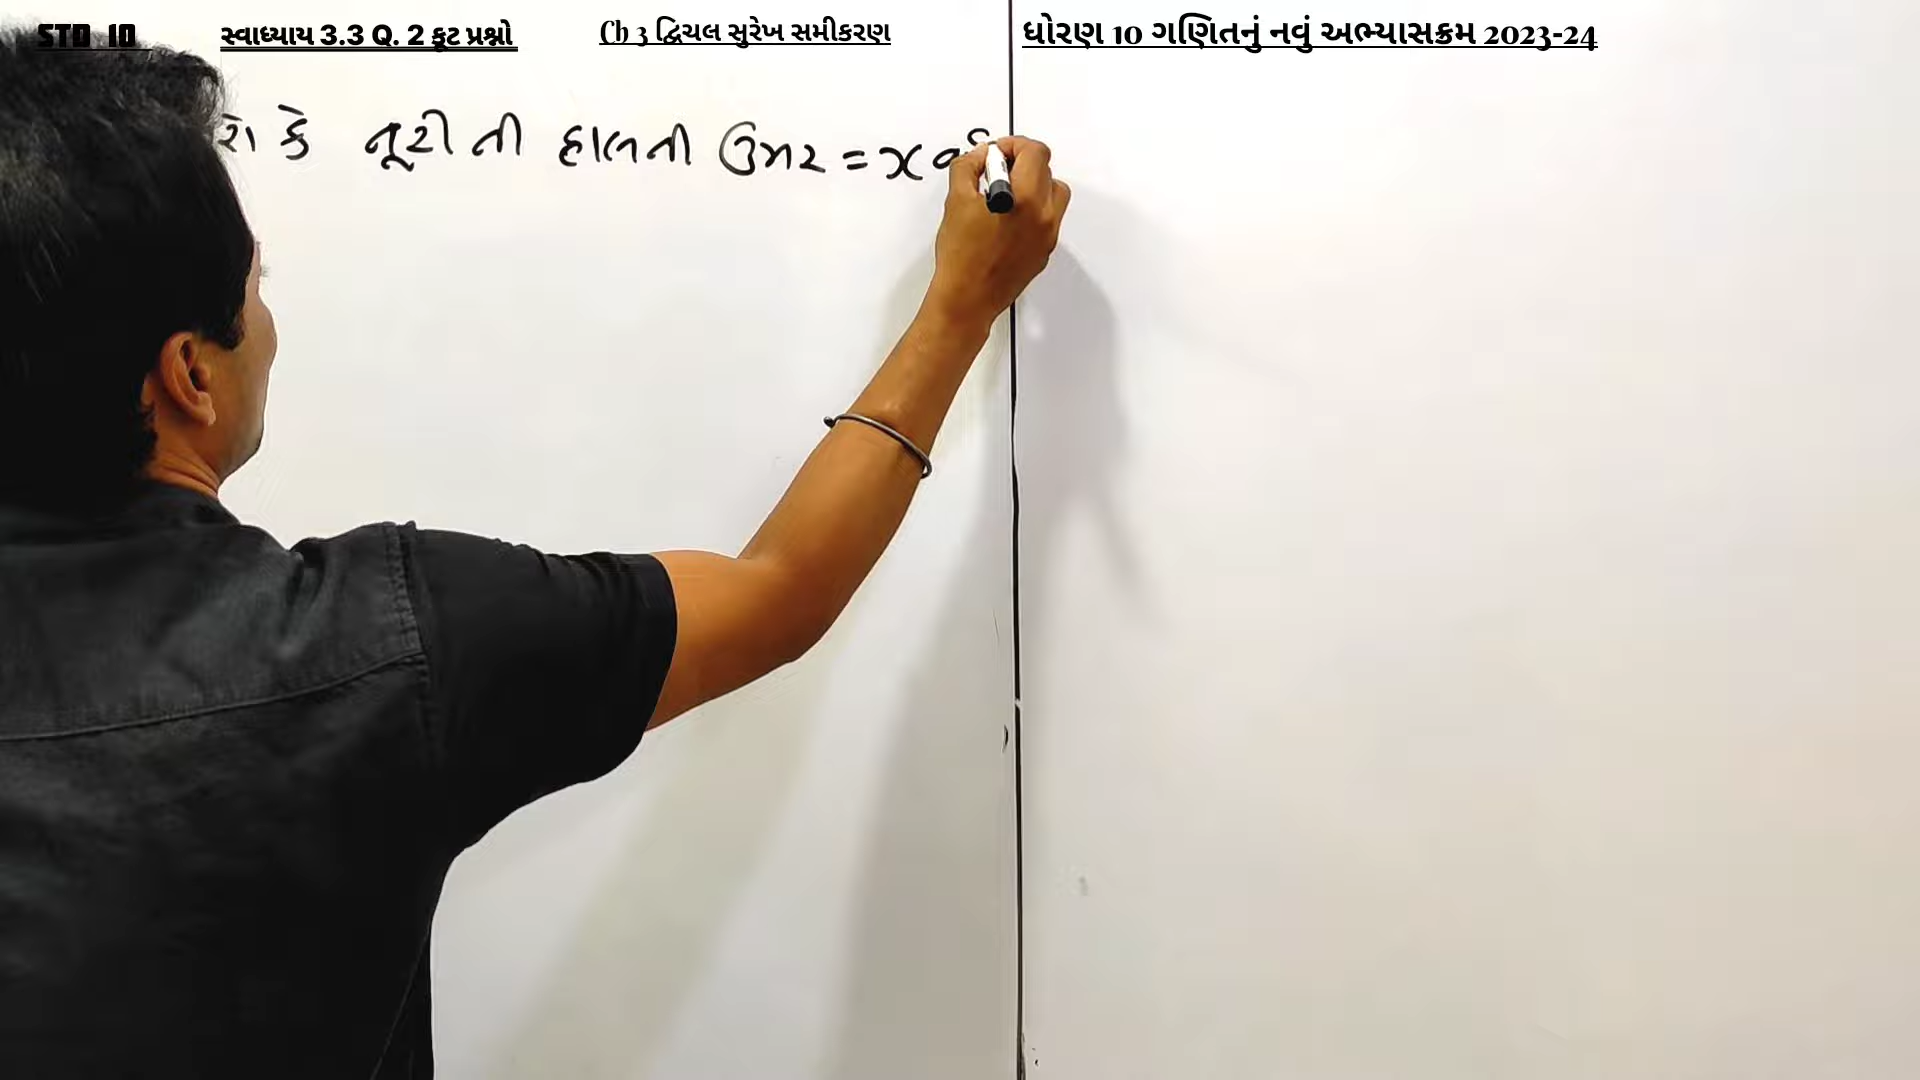 STD 10 સ્વાધ્યાય 3.3 Q. 2 કૂટ પ્રશ્નો Ch 3 દ્વિચલ સુરેખ સમીકરણ ધોરણ 10 ગણિતનું નવું અભ્યાસક્રમ 2023-24
કે નૂરી ની હાલની ઉંમર = x